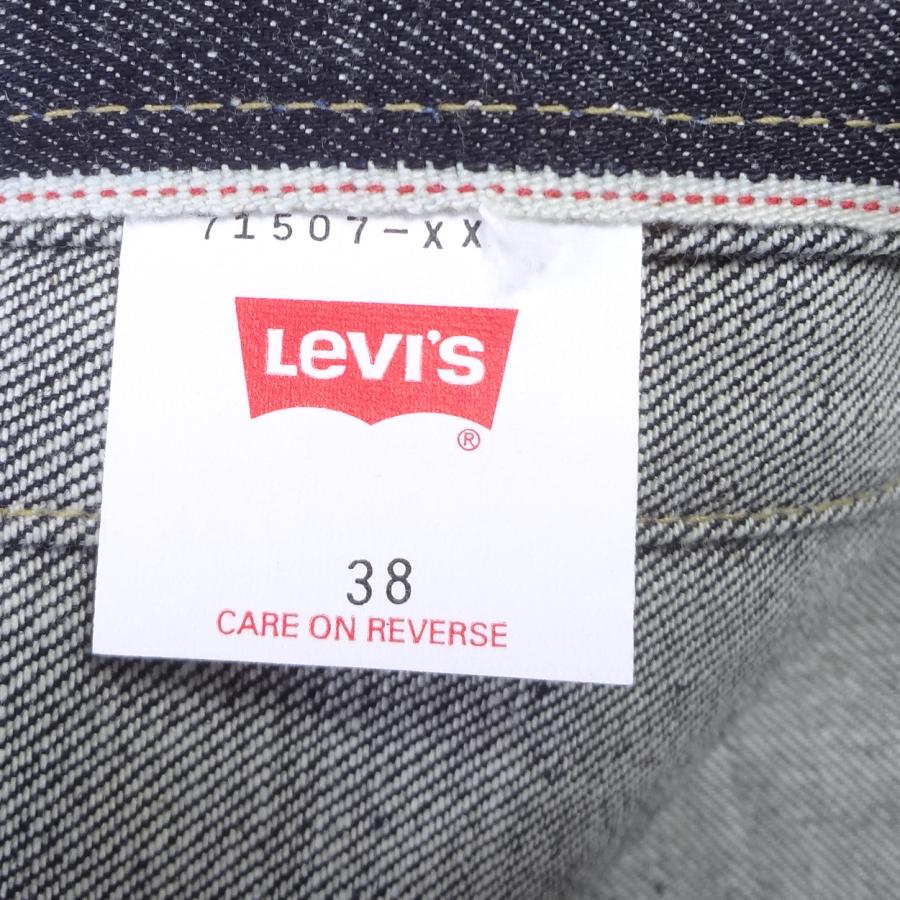 71507-XX
LEVI'S
®
38
CARE ON REVERSE